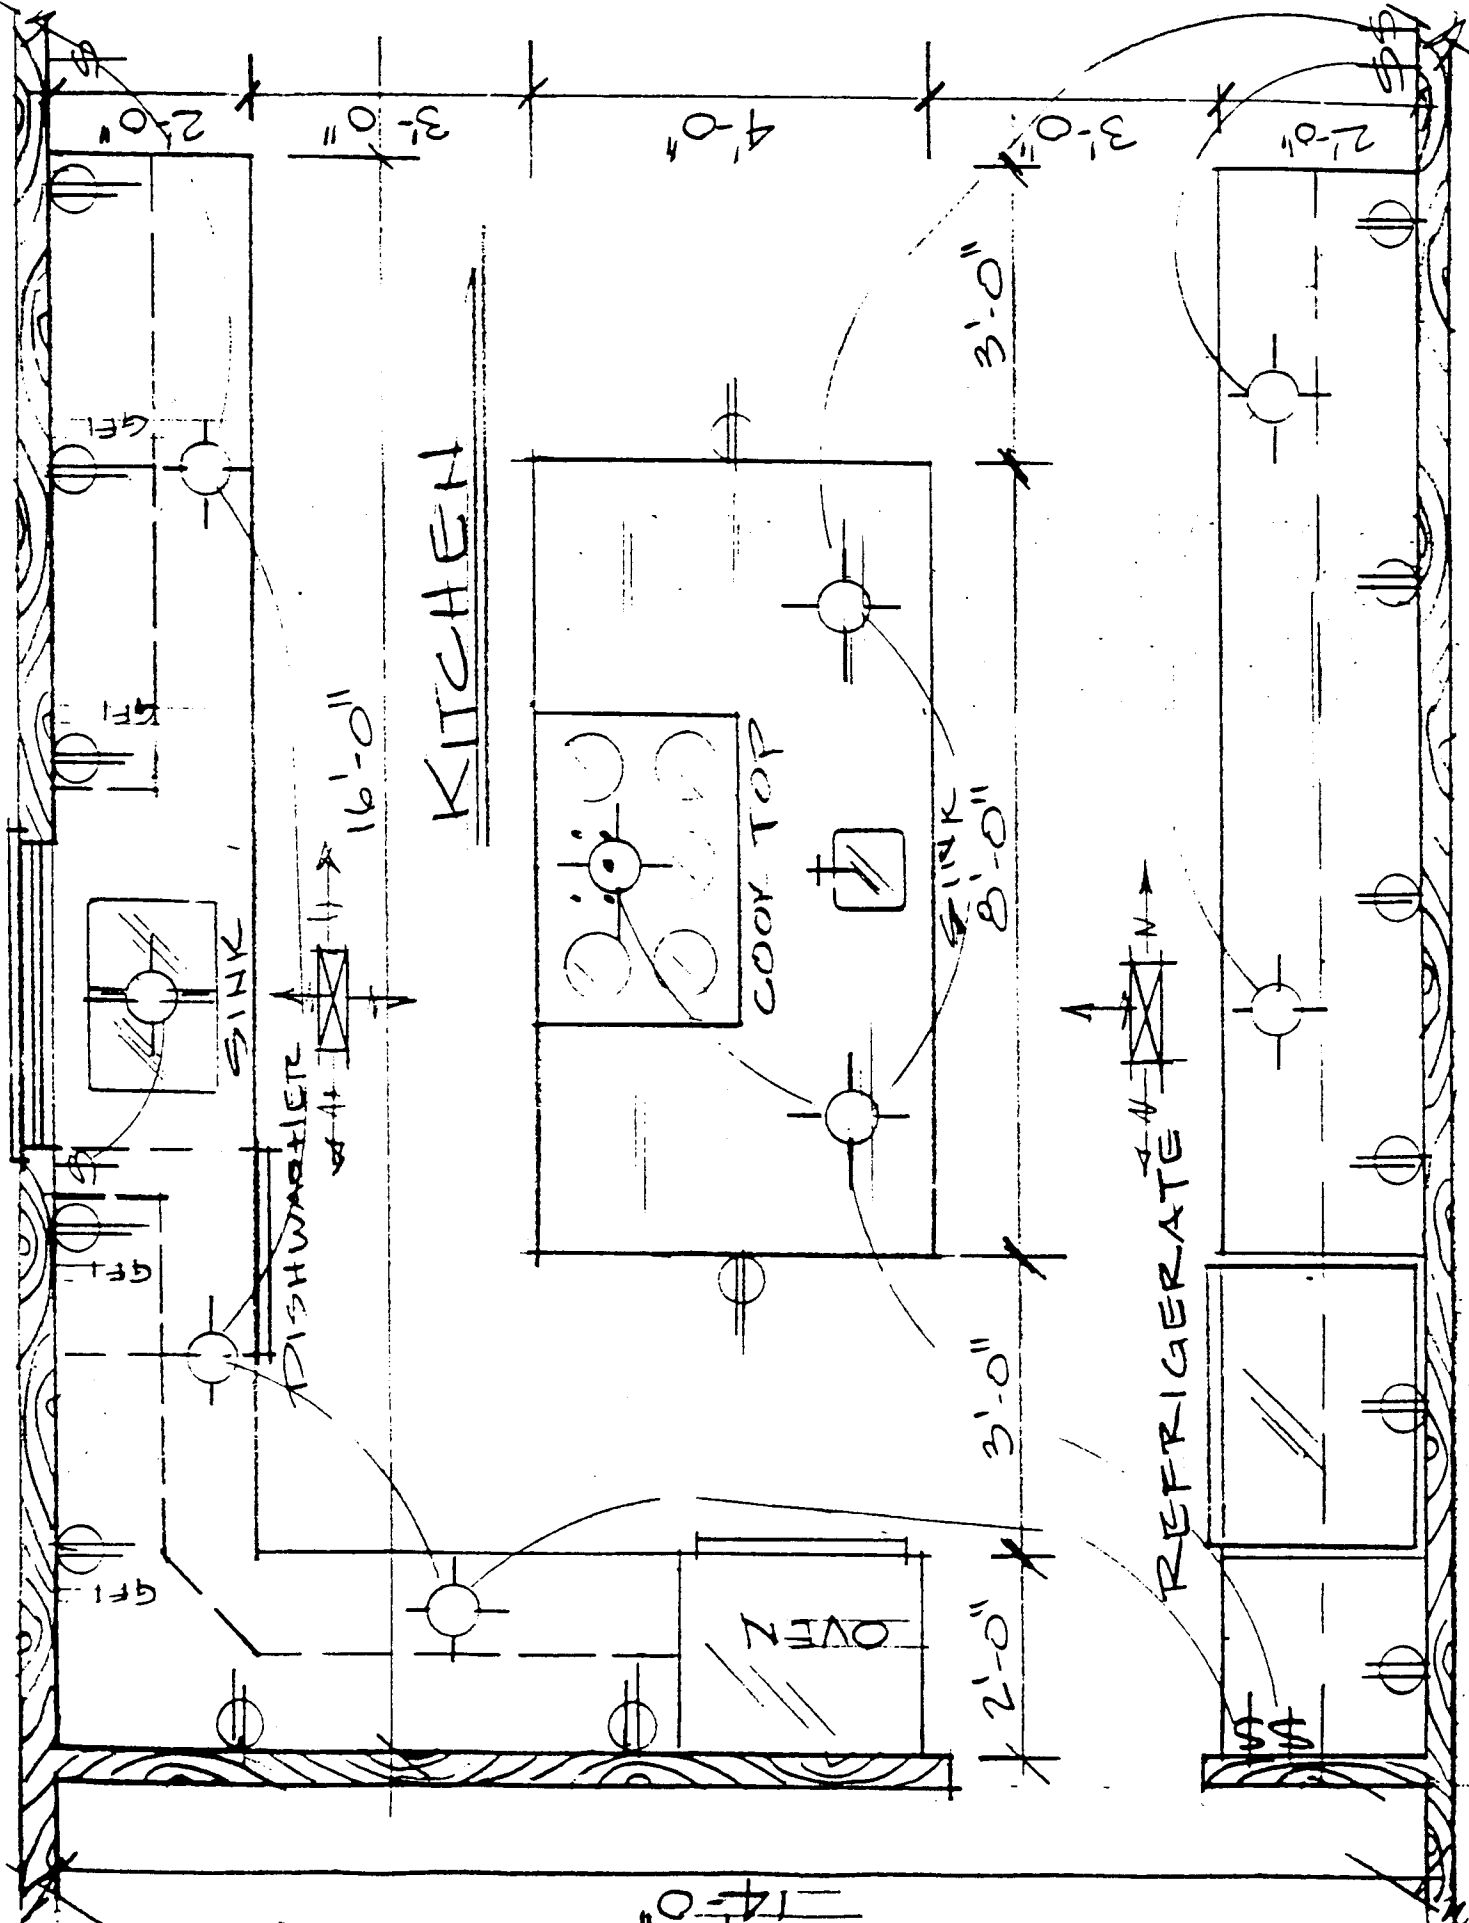 2'-0"
3'-0"
4'-0"
3'-0"
2'-0"
$
$
$
GFI
GFI
KITCHEN
3'-0"
16'-0"
SINK
COOK TOP
SINK
8'-0"
$
DISHWASHER
GFI
REFRIGERATE
3'-0"
GFI
OVEN
2'-0"
$
$
14'-0"